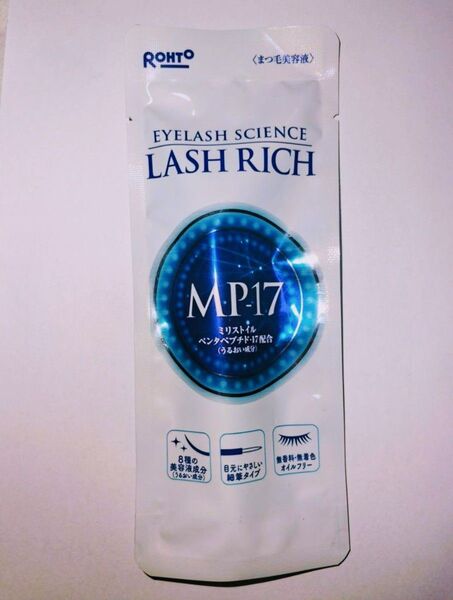 ROHTO
〈まつ毛美容液〉
EYELASH SCIENCE
LASH RICH
M.P-17
ミリストイル
ペンタペプチド-17配合
(うるおい成分)
8種の
美容液成分
(うるおい成分)
目元にやさしい
細筆タイプ
無香料・無着色
オイルフリー